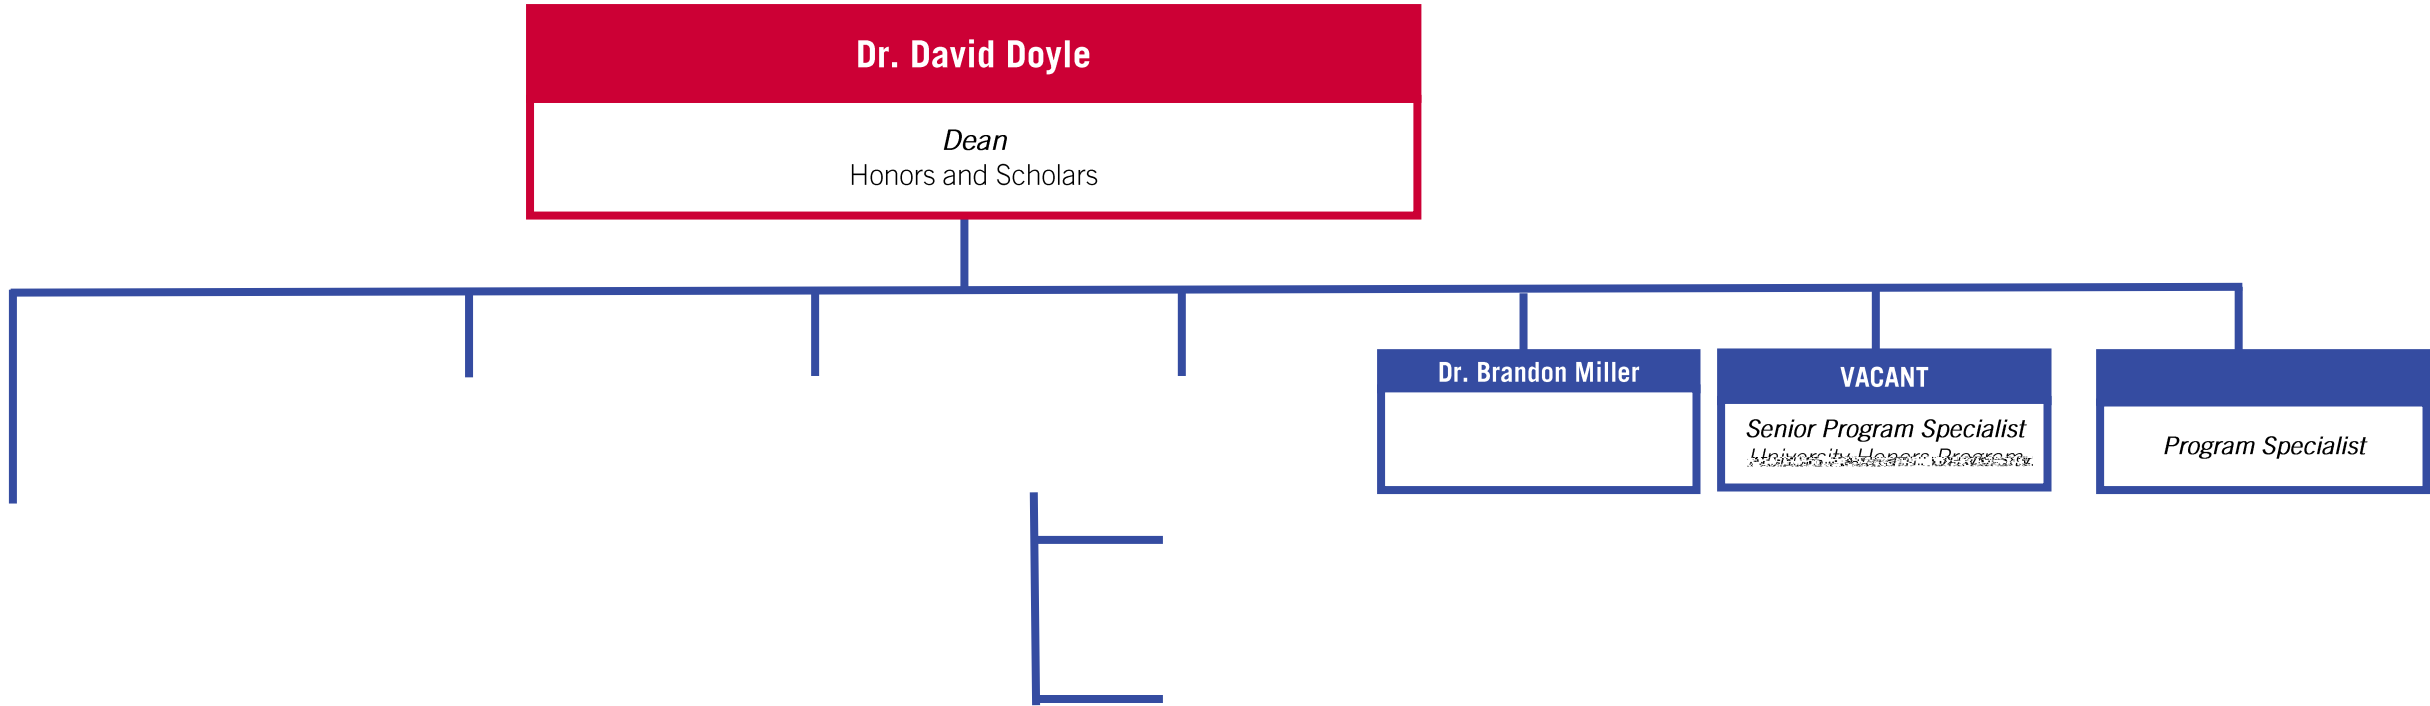 Dr. David Doyle
Dean
Honors and Scholars
Dr. Brandon Miller
VACANT
Senior Program Specialist
Program Specialist